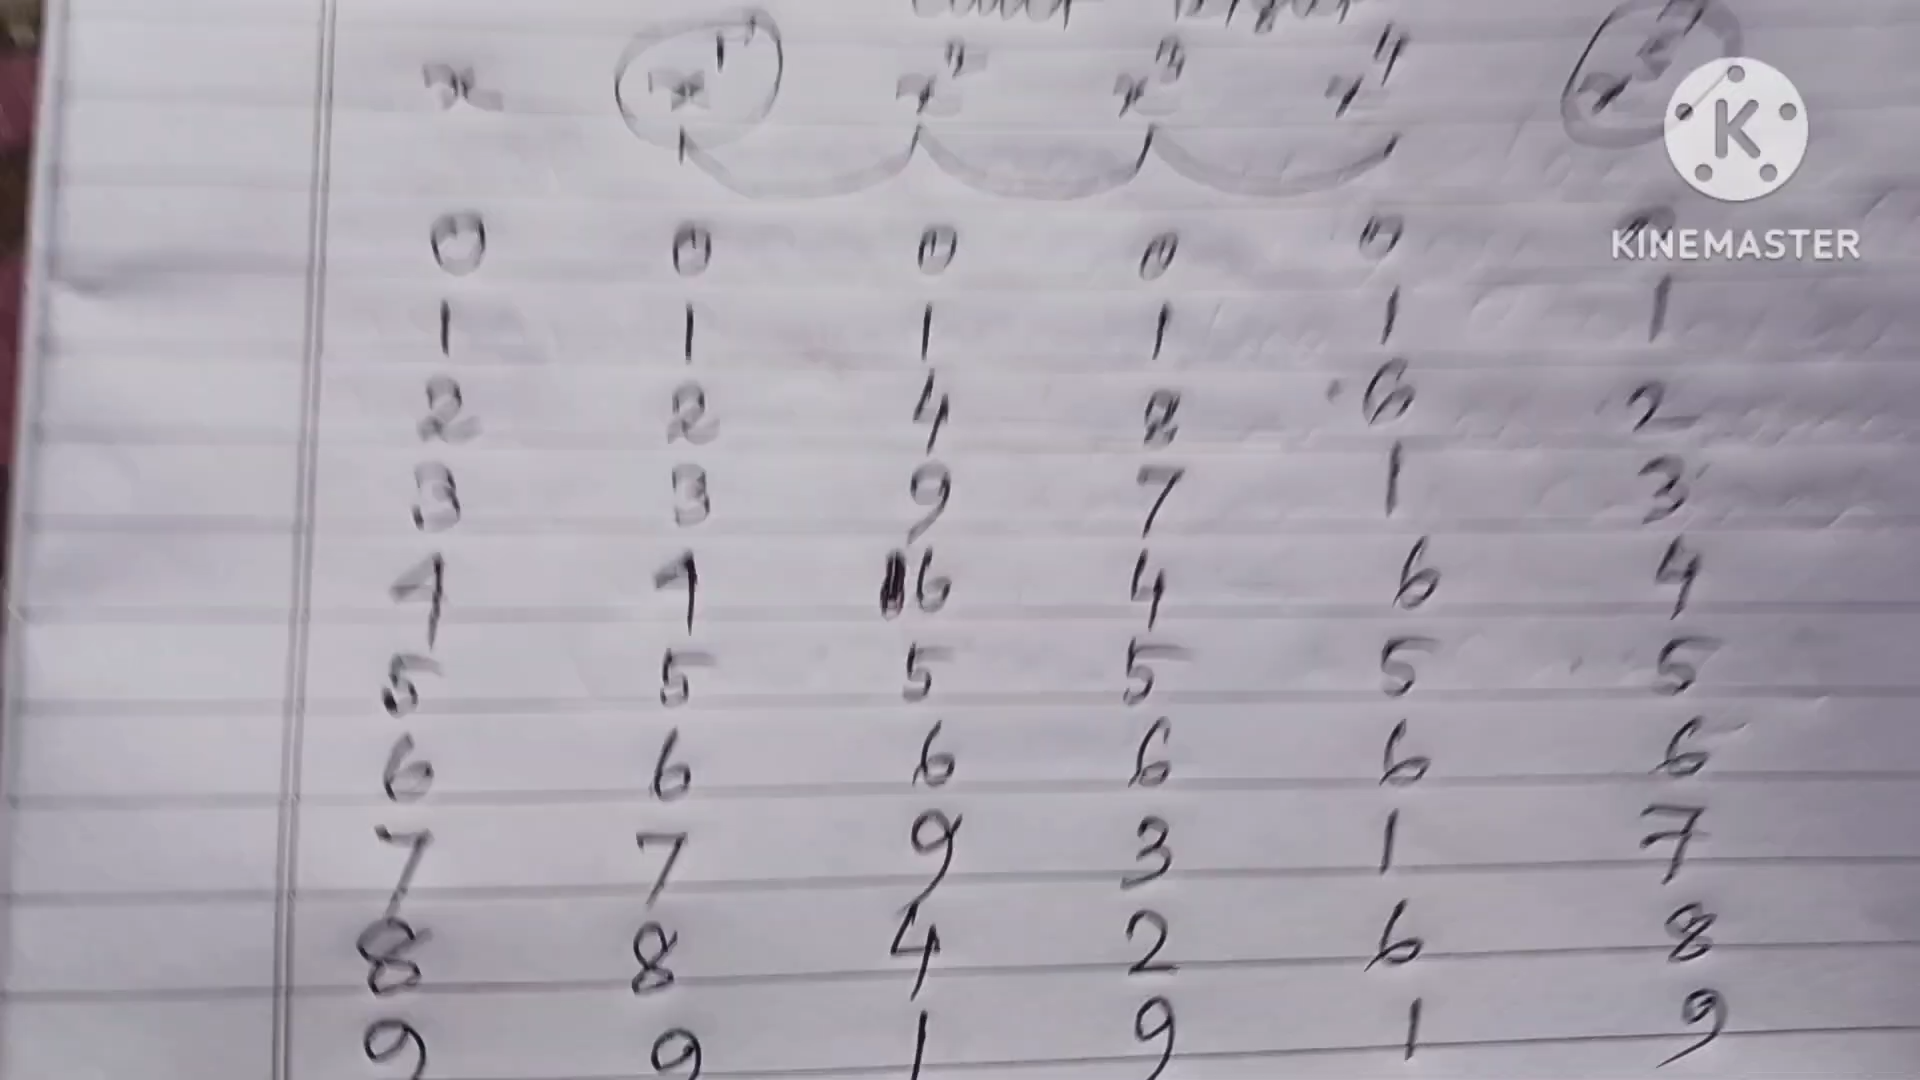 x x¹ x² x³ x⁴ x⁵
K
KINEMASTER
0 0 0 0 0 0
1 1 1 1 1 1
2 2 4 8 6 2
3 3 9 7 1 3
4 4 6 4 6 4
5 5 5 5 5 5
6 6 6 6 6 6
7 7 9 3 1 7
8 8 4 2 6 8
9 9 1 9 1 9